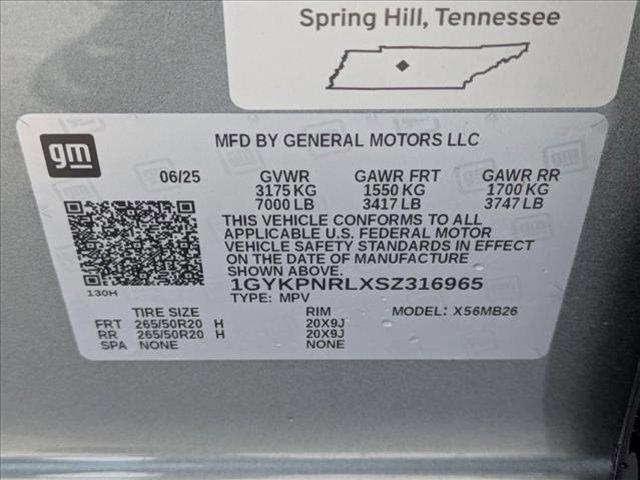 Spring Hill, Tennessee
gm
MFD BY GENERAL MOTORS LLC
06/25 GVWR GAWR FRT GAWR RR
3175 KG 1550 KG 1700 KG
7000 LB 3417 LB 3747 LB
THIS VEHICLE CONFORMS TO ALL
APPLICABLE U.S. FEDERAL MOTOR
VEHICLE SAFETY STANDARDS IN EFFECT
ON THE DATE OF MANUFACTURE
SHOWN ABOVE.
130H
1GYKPNRLXSZ316965
TYPE: MPV
TIRE SIZE RIM MODEL: X56MB26
FRT 265/50R20 H 20X9J
RR 265/50R20 H 20X9J
SPA NONE NONE